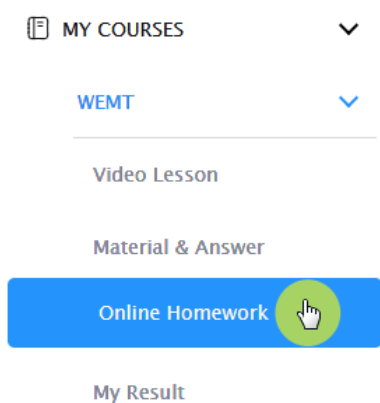 MY COURSES
WEMT
Video Lesson
Material & Answer
Online Homework
My Result